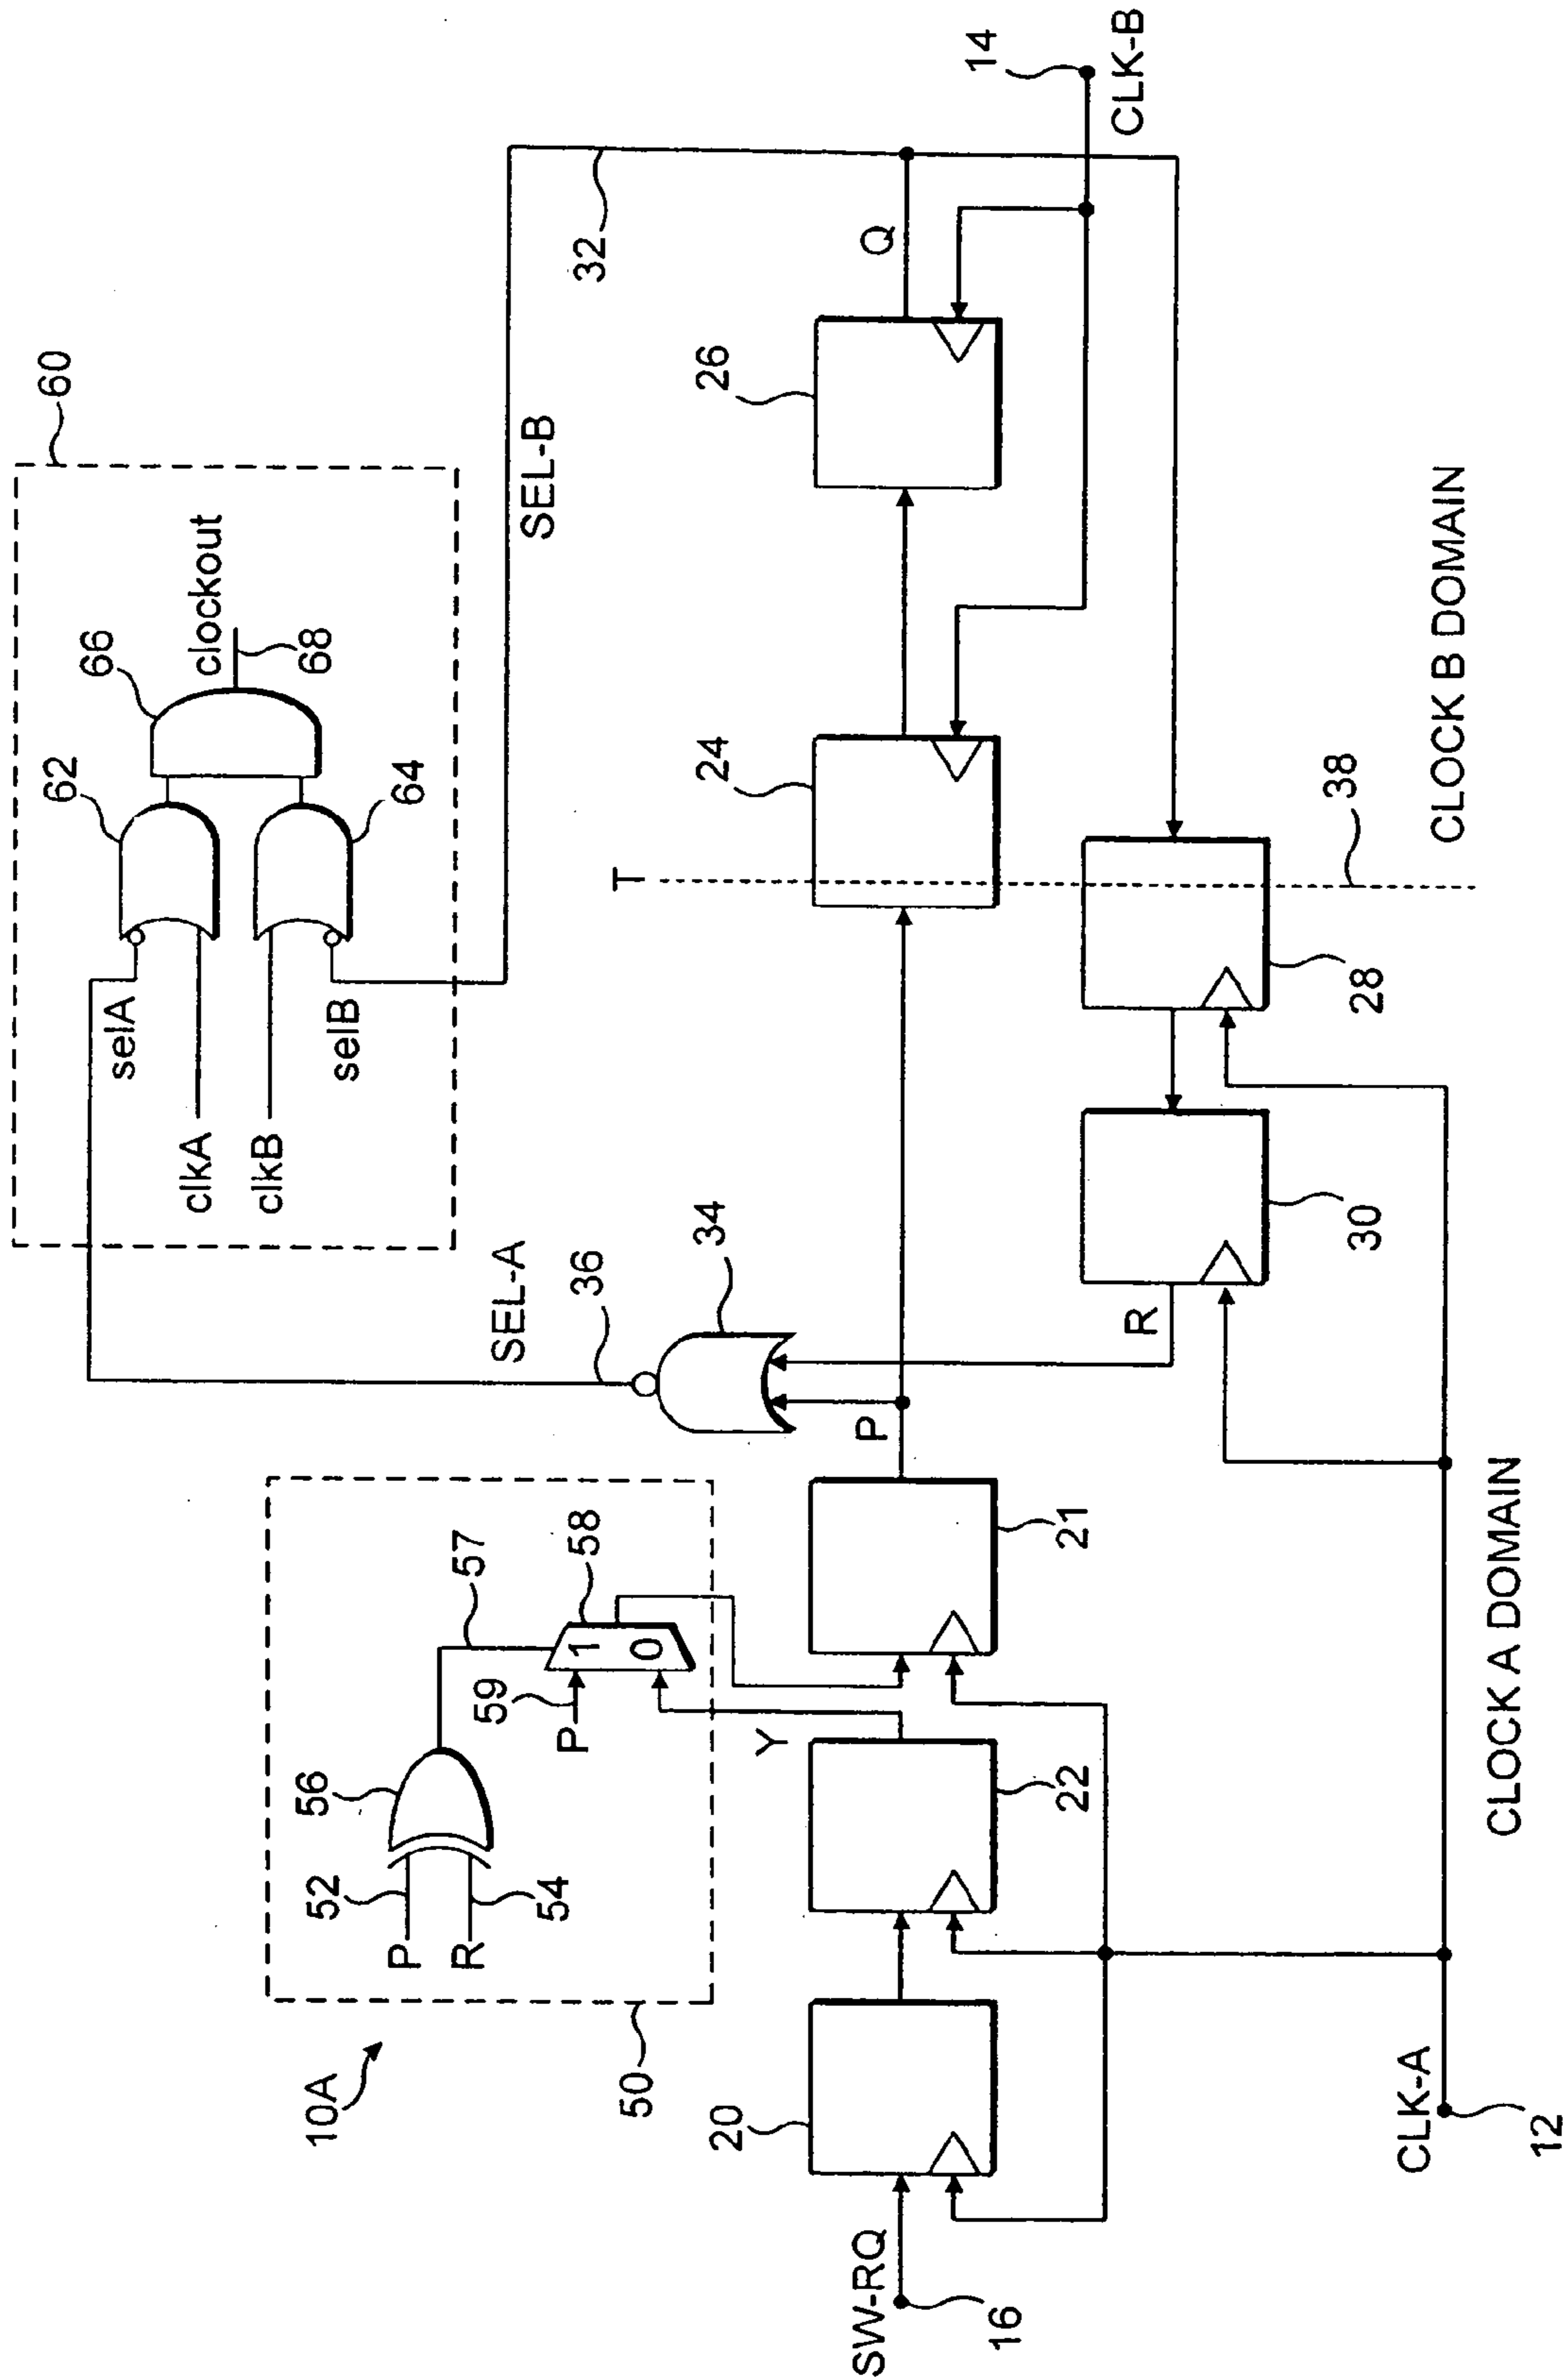 10A
50
52
54
P
R
56
57
P
59
1
0
58
60
62
64
66
68
clockout
selA
clkA
clkB
selB
SEL-A
36
34
SEL-B
32
SW-RQ
16
20
22
Y
21
P
T
24
26
Q
14
CLK-B
R
30
28
38
CLK-A
12
CLOCK A DOMAIN
CLOCK B DOMAIN